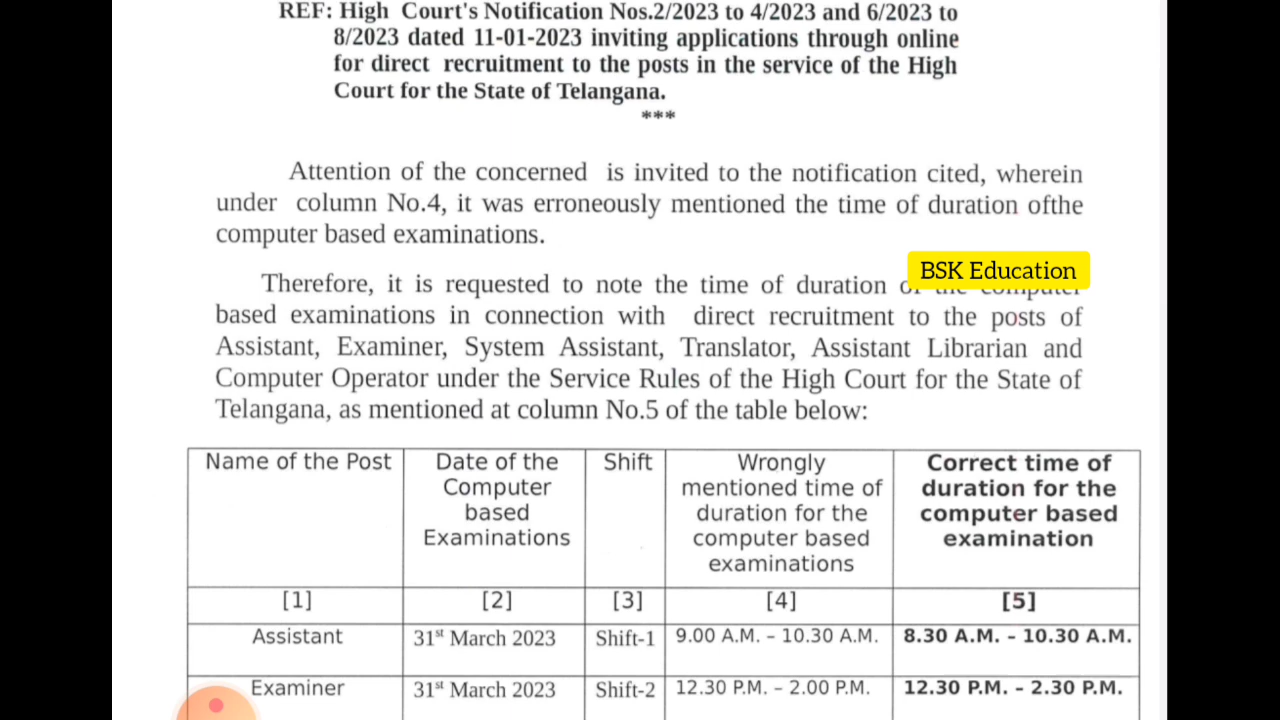 REF: High Court's Notification Nos.2/2023 to 4/2023 and 6/2023 to
8/2023 dated 11-01-2023 inviting applications through online
for direct recruitment to the posts in the service of the High
Court for the State of Telangana.
***
Attention of the concerned is invited to the notification cited, wherein
under column No.4, it was erroneously mentioned the time of duration ofthe
computer based examinations.
BSK Education
Therefore, it is requested to note the time of duration of the computer
based examinations in connection with direct recruitment to the posts of
Assistant, Examiner, System Assistant, Translator, Assistant Librarian and
Computer Operator under the Service Rules of the High Court for the State of
Telangana, as mentioned at column No.5 of the table below:
Name of the Post
Date of the
Computer
based
Examinations
Shift
Wrongly
mentioned time of
duration for the
computer based
examinations
Correct time of
duration for the
computer based
examination
[1] [2] [3] [4] [5]
Assistant 31st March 2023 Shift-1 9.00 A.M. – 10.30 A.M. 8.30 A.M. – 10.30 A.M.
Examiner 31st March 2023 Shift-2 12.30 P.M. – 2.00 P.M. 12.30 P.M. – 2.30 P.M.